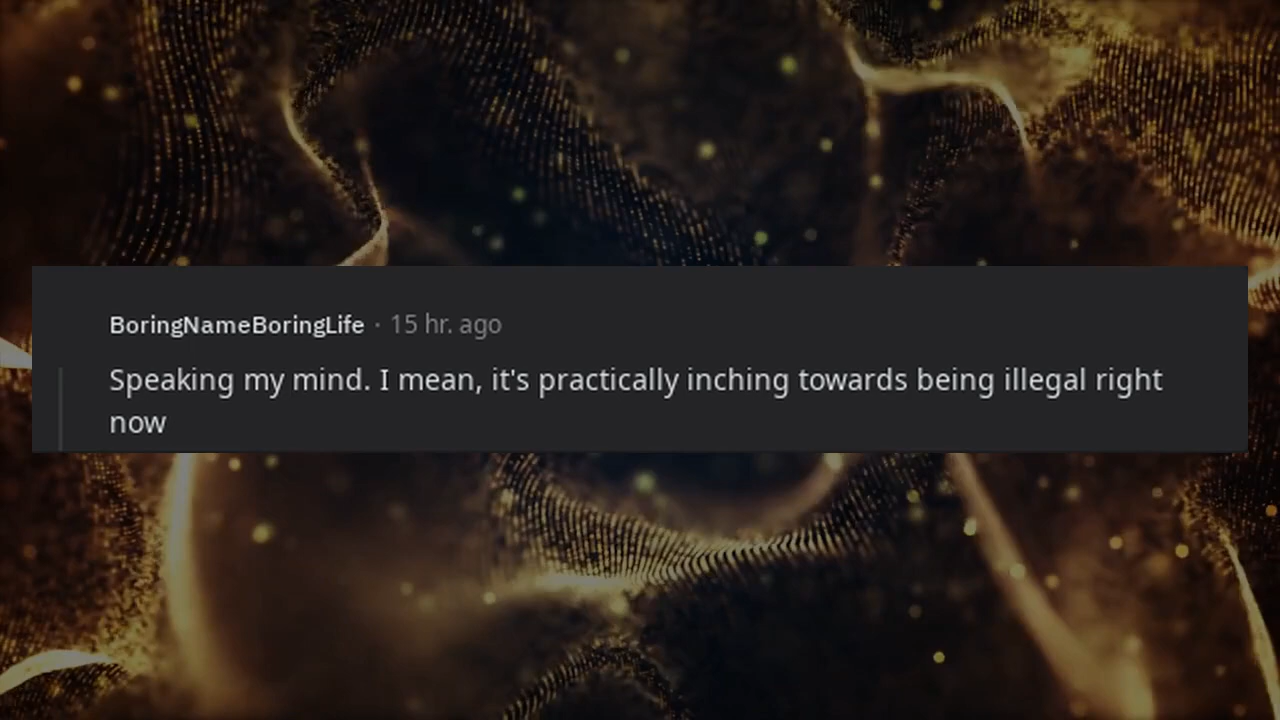 BoringNameBoringLife · 15 hr. ago
Speaking my mind. I mean, it's practically inching towards being illegal right
now